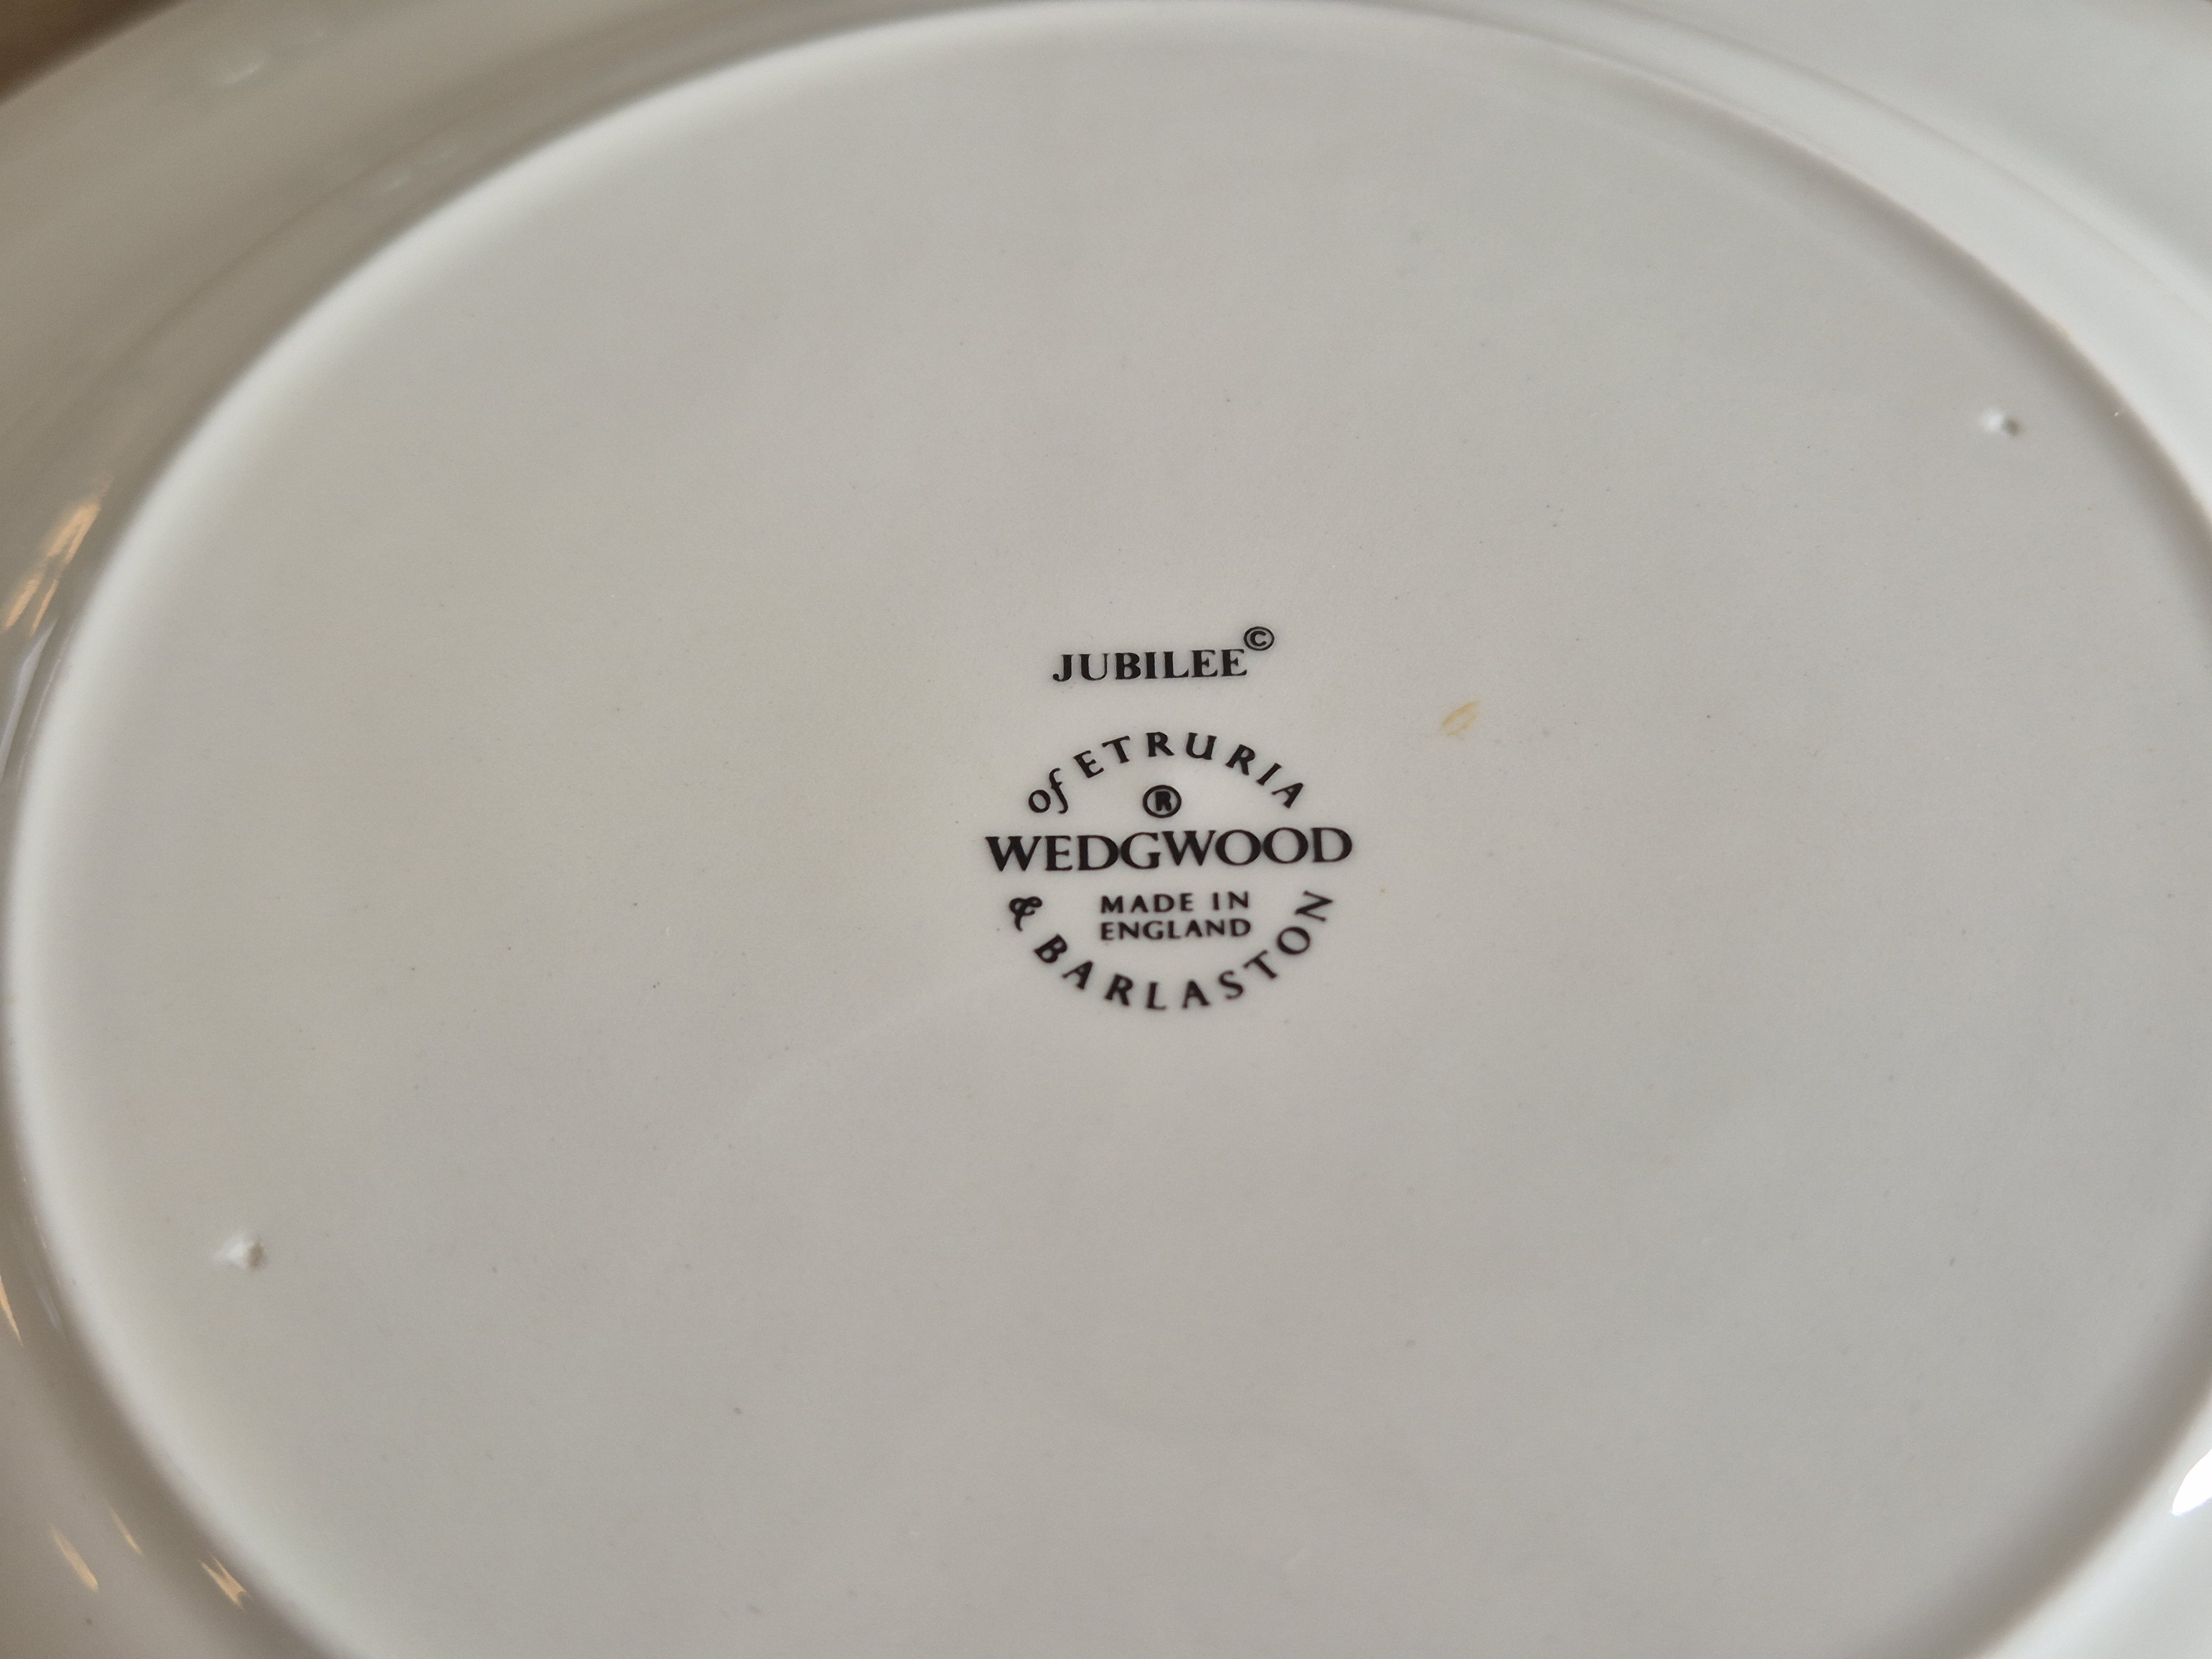 JUBILEE©
of ETRURIA
®
WEDGWOOD
MADE IN
ENGLAND
& BARLASTON